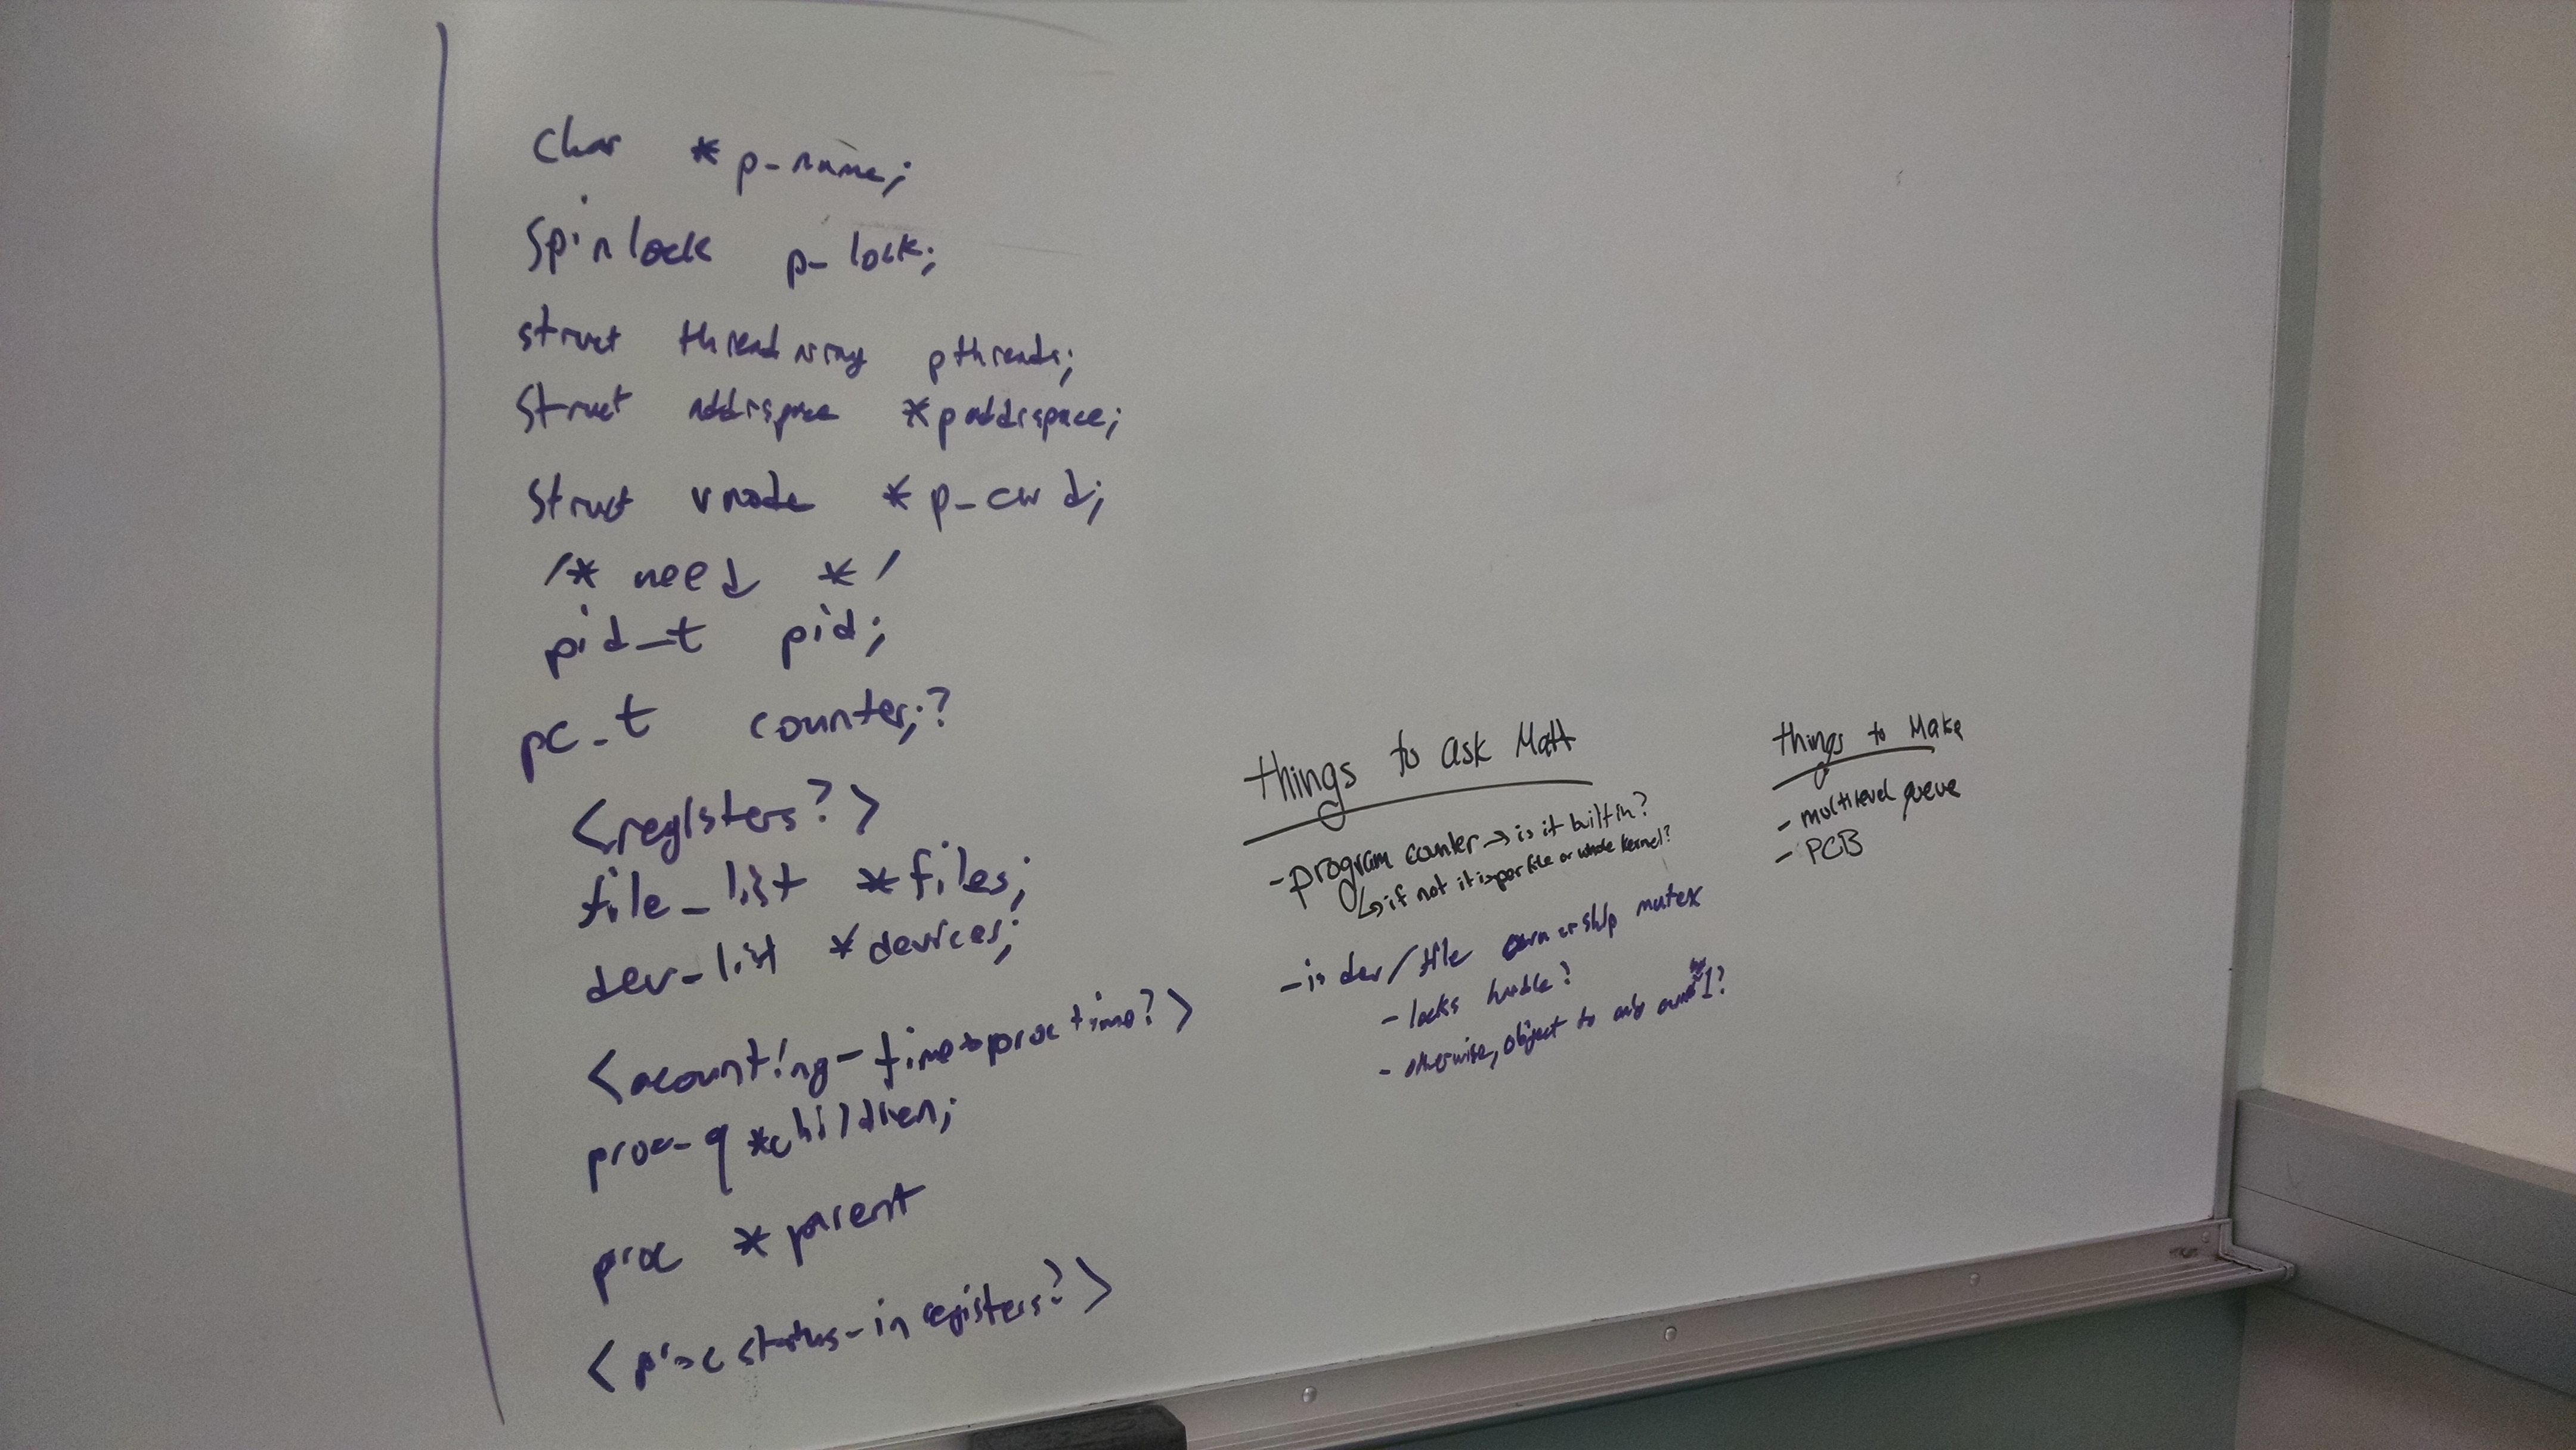 char *p_name;
Spinlock p_lock;
struct threadarray pthreads;
Struct addrspace *paddrspace;
Struct vnode *p_cwd;
/* need */
pid_t pid;
pc_t counter;?
<registers?>
file_list *files;
dev_list *devices;
<acounting - time proc time?>
proc_q *children;
proc *parent
<proc status - in registers?>
things to ask Matt
- program counter → is it built in?
↳ if not it is per file or whole kernel?
- is dev/file ownership mutex
- locks handle?
- otherwise, object to only own 1?
things to Make
- multilevel queue
- PCB